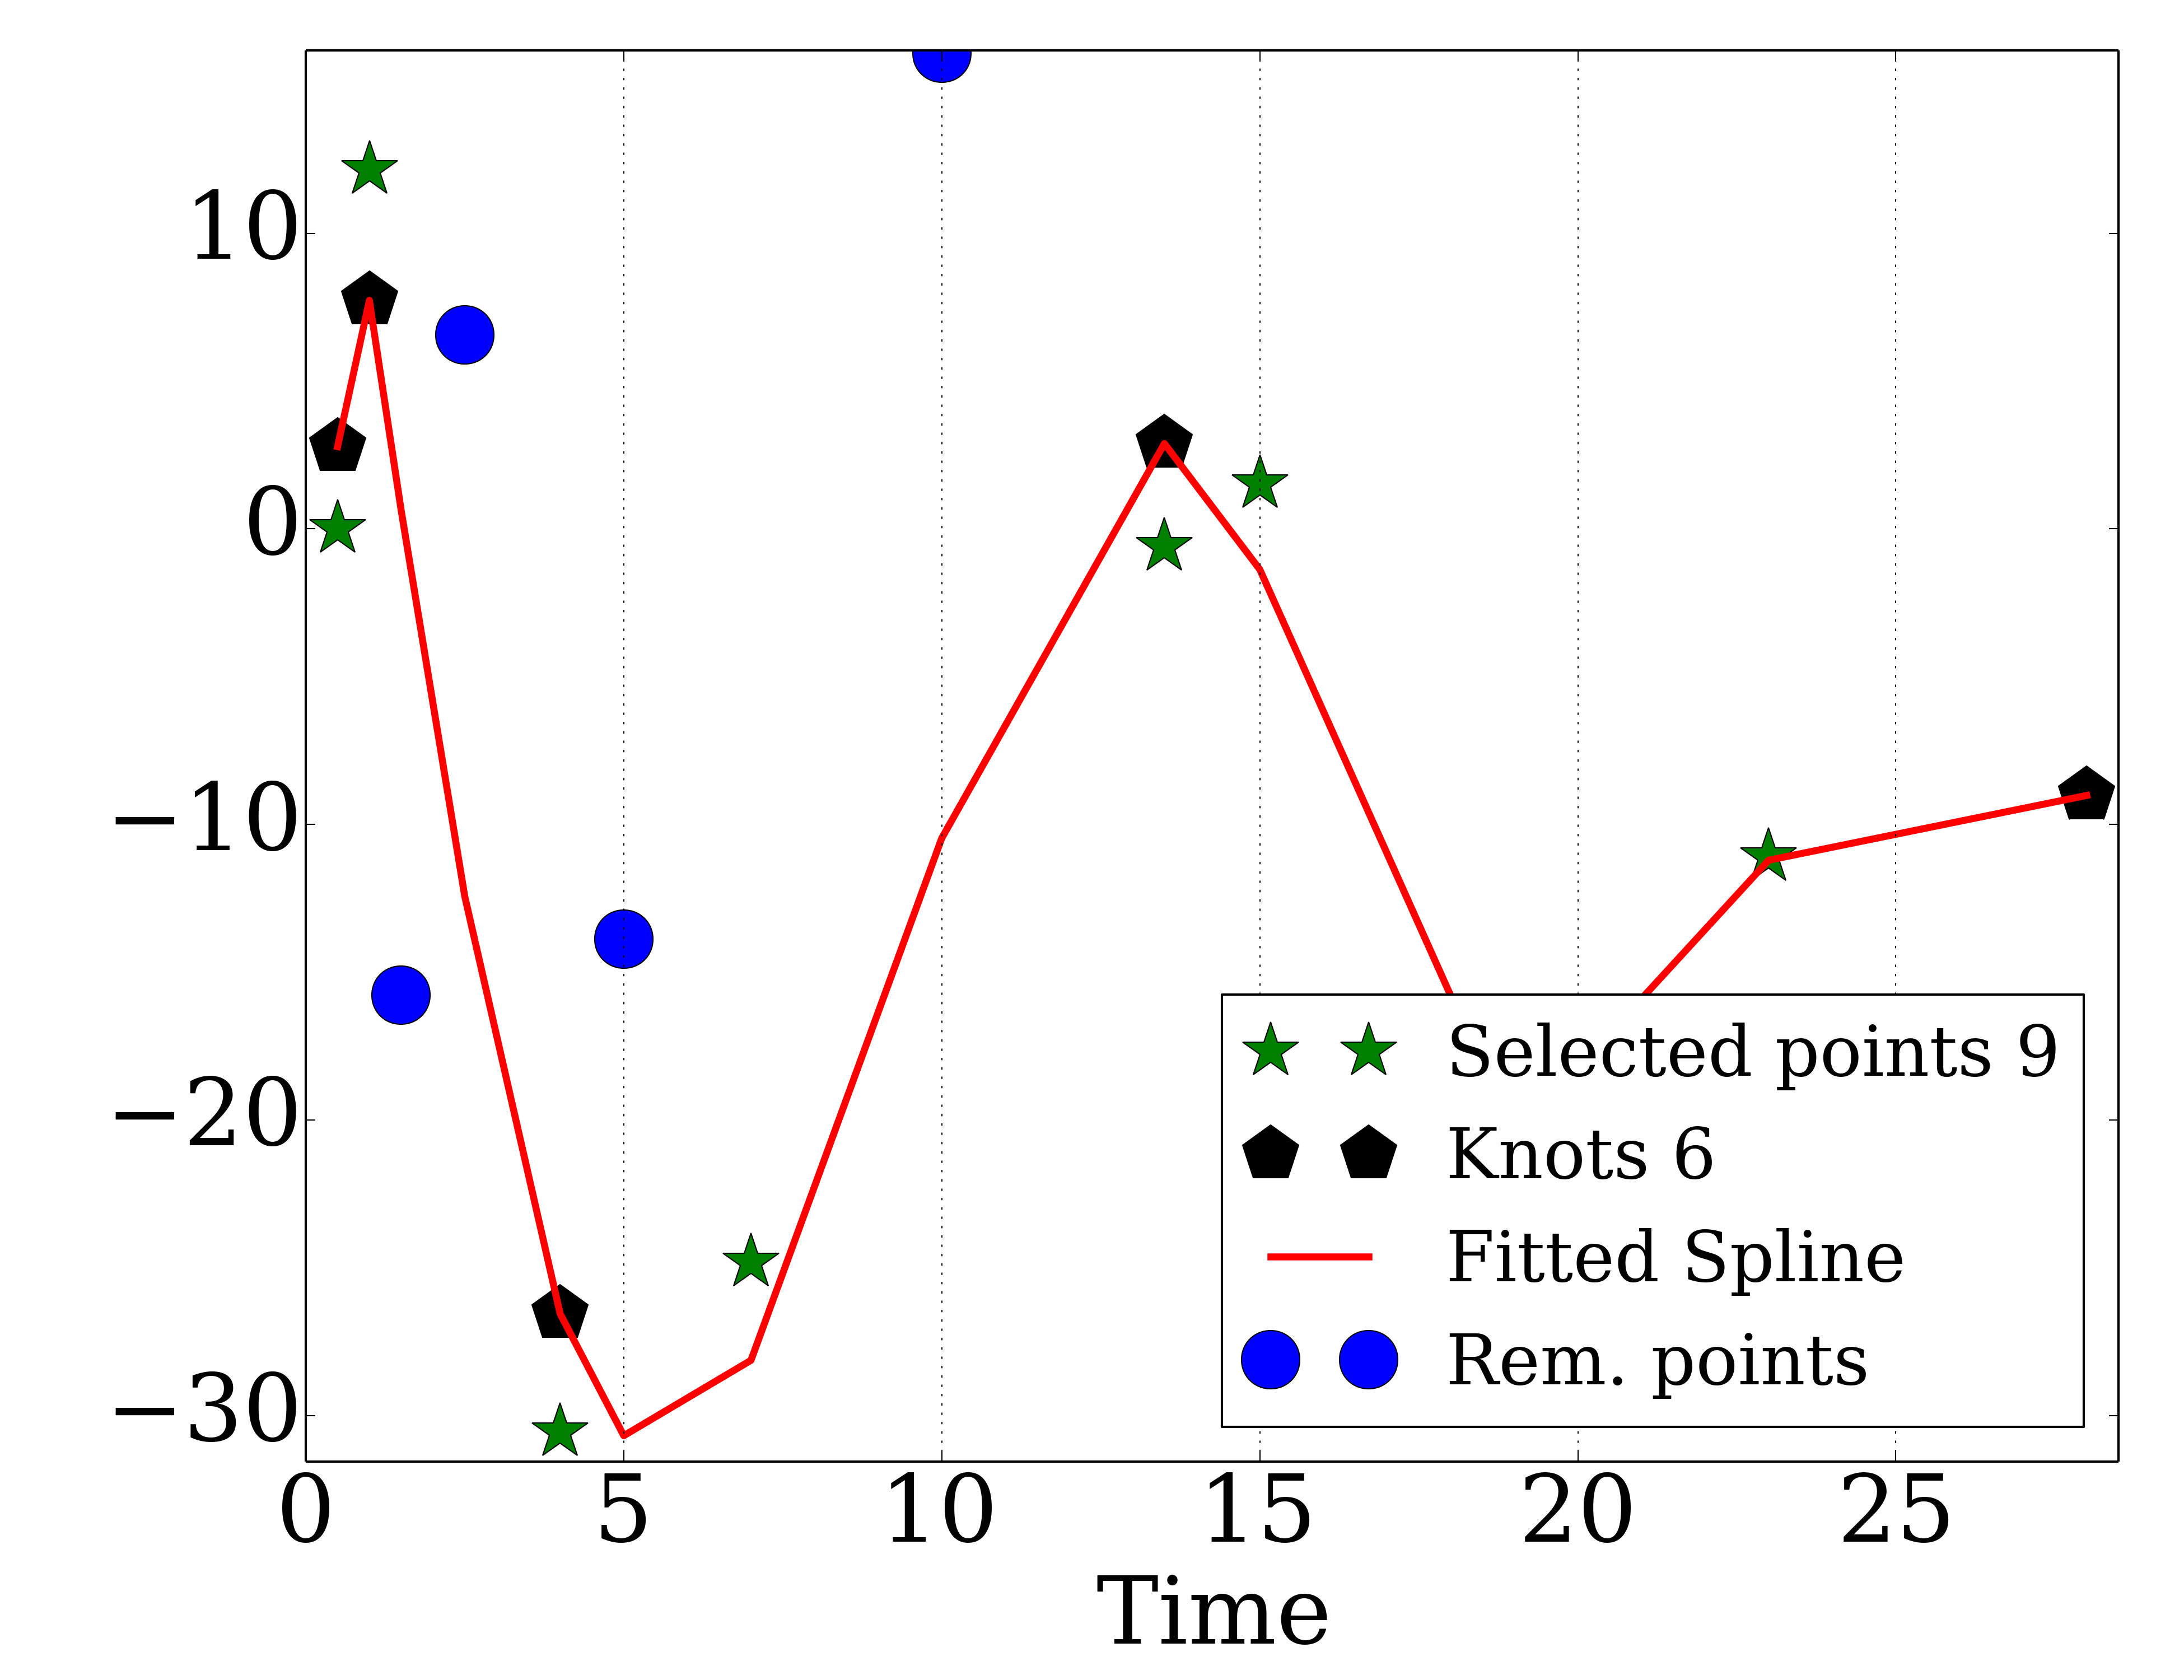 10
0
−10
−20
−30
0 5 10 15 20 25
Time
Selected points 9
Knots 6
Fitted Spline
Rem. points